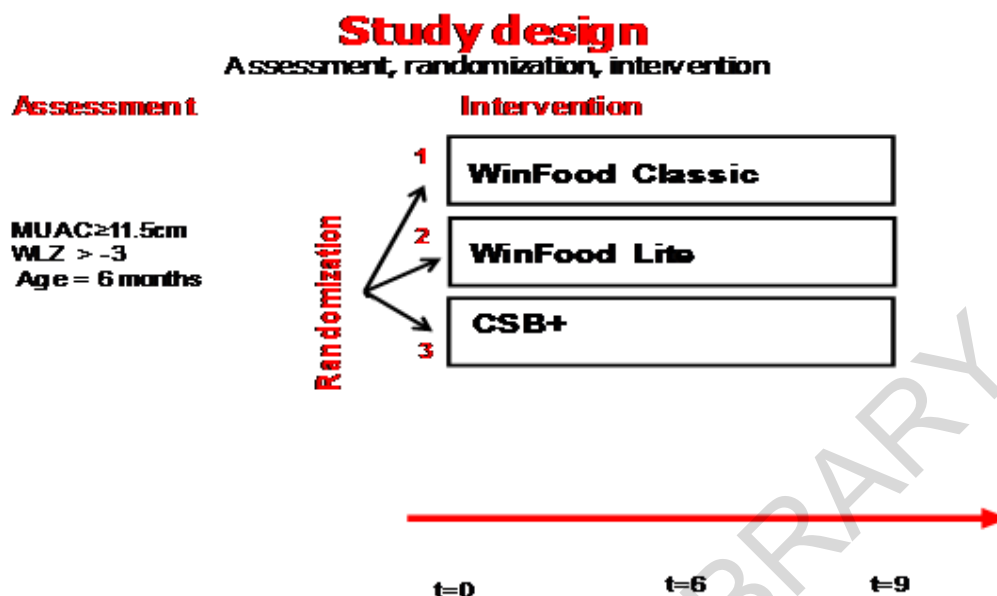 Study design
Assessment, randomization, intervention
Assessment
Intervention
MUAC≥11.5cm
WLZ > -3
Age = 6 months
Randomization
1
WinFood Classic
2
WinFood Lite
3
CSB+
t=0
t=6
t=9
BRARY